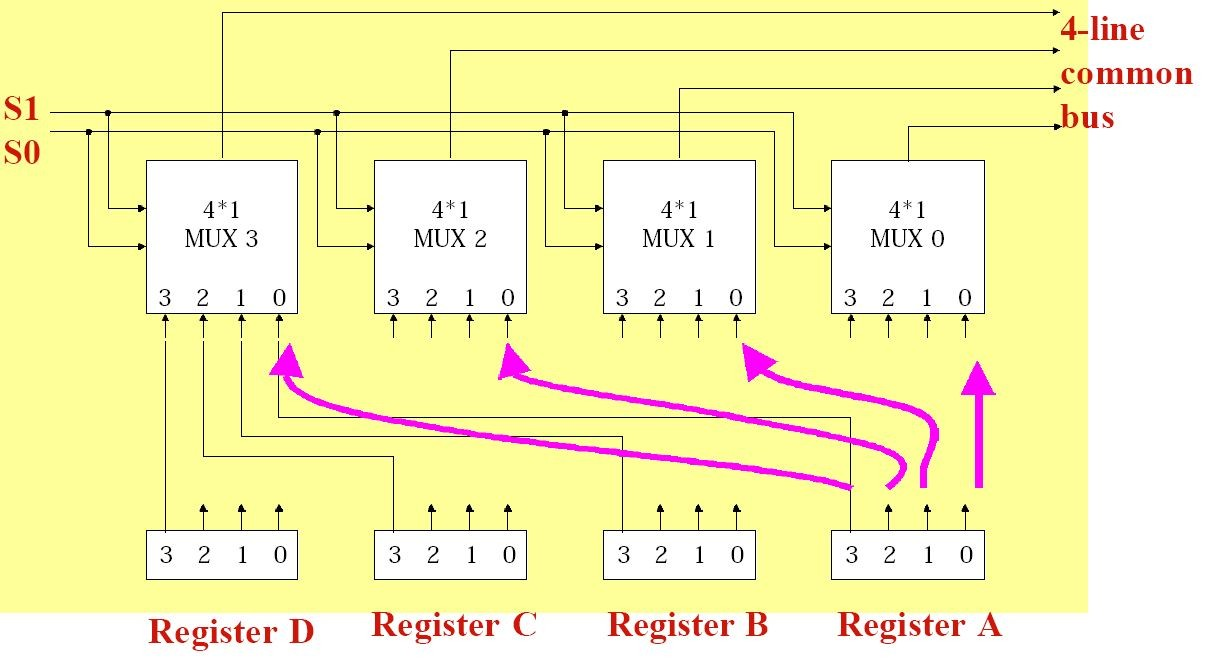 4-line
common
bus
S1
S0
4*1
MUX 3
4*1
MUX 2
4*1
MUX 1
4*1
MUX 0
3 2 1 0
3 2 1 0
3 2 1 0
3 2 1 0
3 2 1 0
3 2 1 0
3 2 1 0
3 2 1 0
Register D
Register C
Register B
Register A